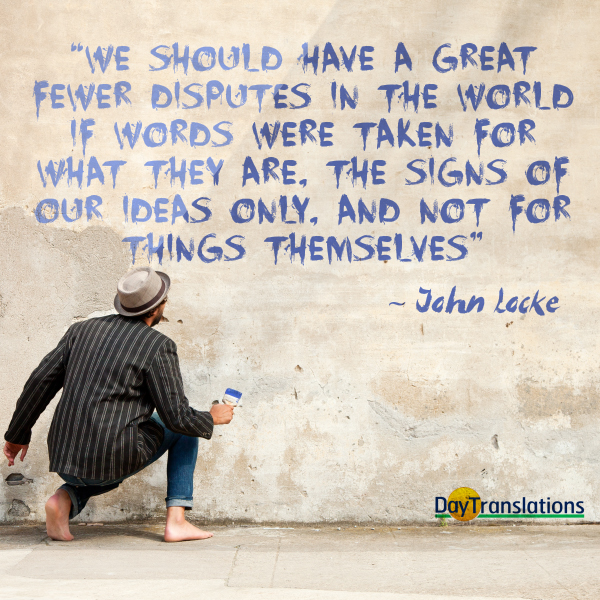 “WE SHOULD HAVE A GREAT
FEWER DISPUTES IN THE WORLD
IF WORDS WERE TAKEN FOR
WHAT THEY ARE, THE SIGNS OF
OUR IDEAS ONLY, AND NOT FOR
THINGS THEMSELVES”
~ John Locke
DayTranslations